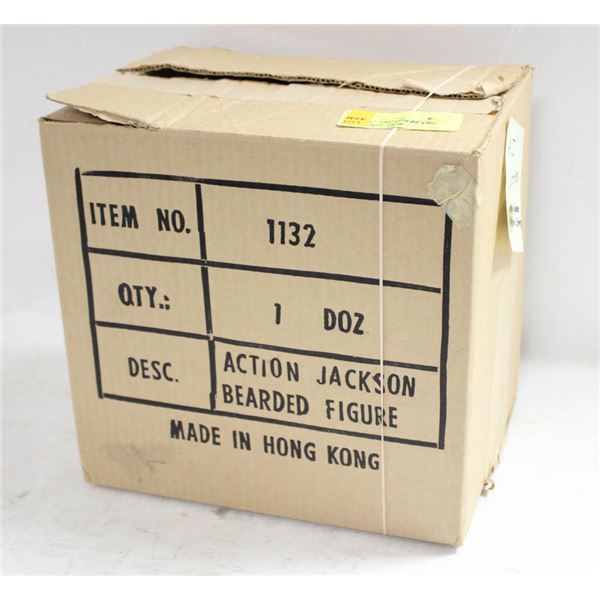 ITEM NO. 1132
QTY.: 1 DOZ
DESC. ACTION JACKSON
BEARDED FIGURE
MADE IN HONG KONG